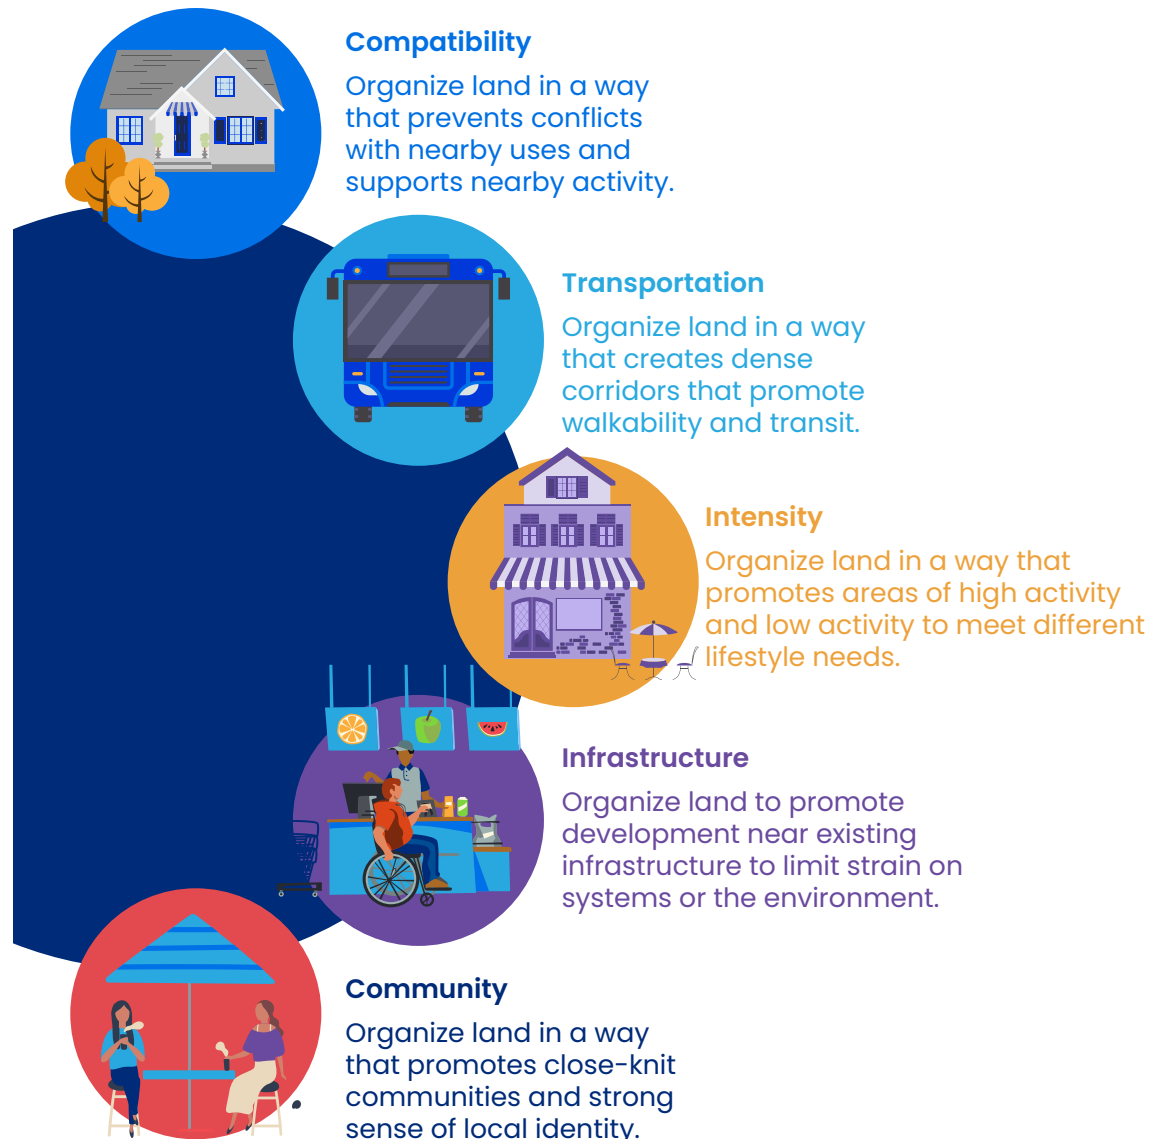 Compatibility
Organize land in a way
that prevents conflicts
with nearby uses and
supports nearby activity.
Transportation
Organize land in a way
that creates dense
corridors that promote
walkability and transit.
Intensity
Organize land in a way that
promotes areas of high activity
and low activity to meet different
lifestyle needs.
Infrastructure
Organize land to promote
development near existing
infrastructure to limit strain on
systems or the environment.
Community
Organize land in a way
that promotes close-knit
communities and strong
sense of local identity.